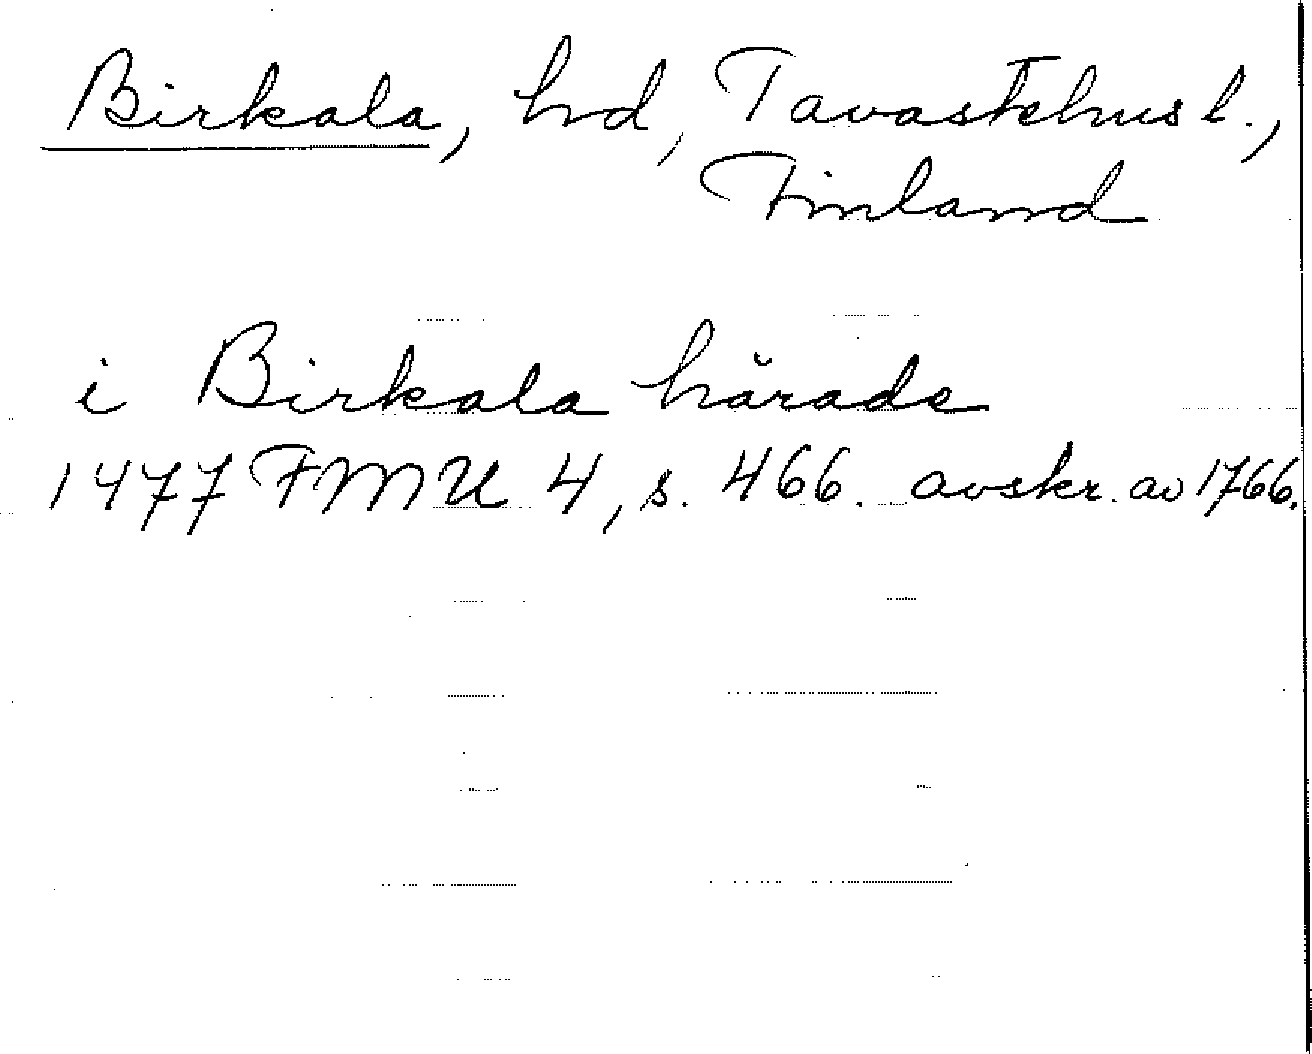 Birkala, hd, Tavastehus l.,
Finland
i Birkala härade
1477 FMU 4, s. 466. avskr. av 1766.